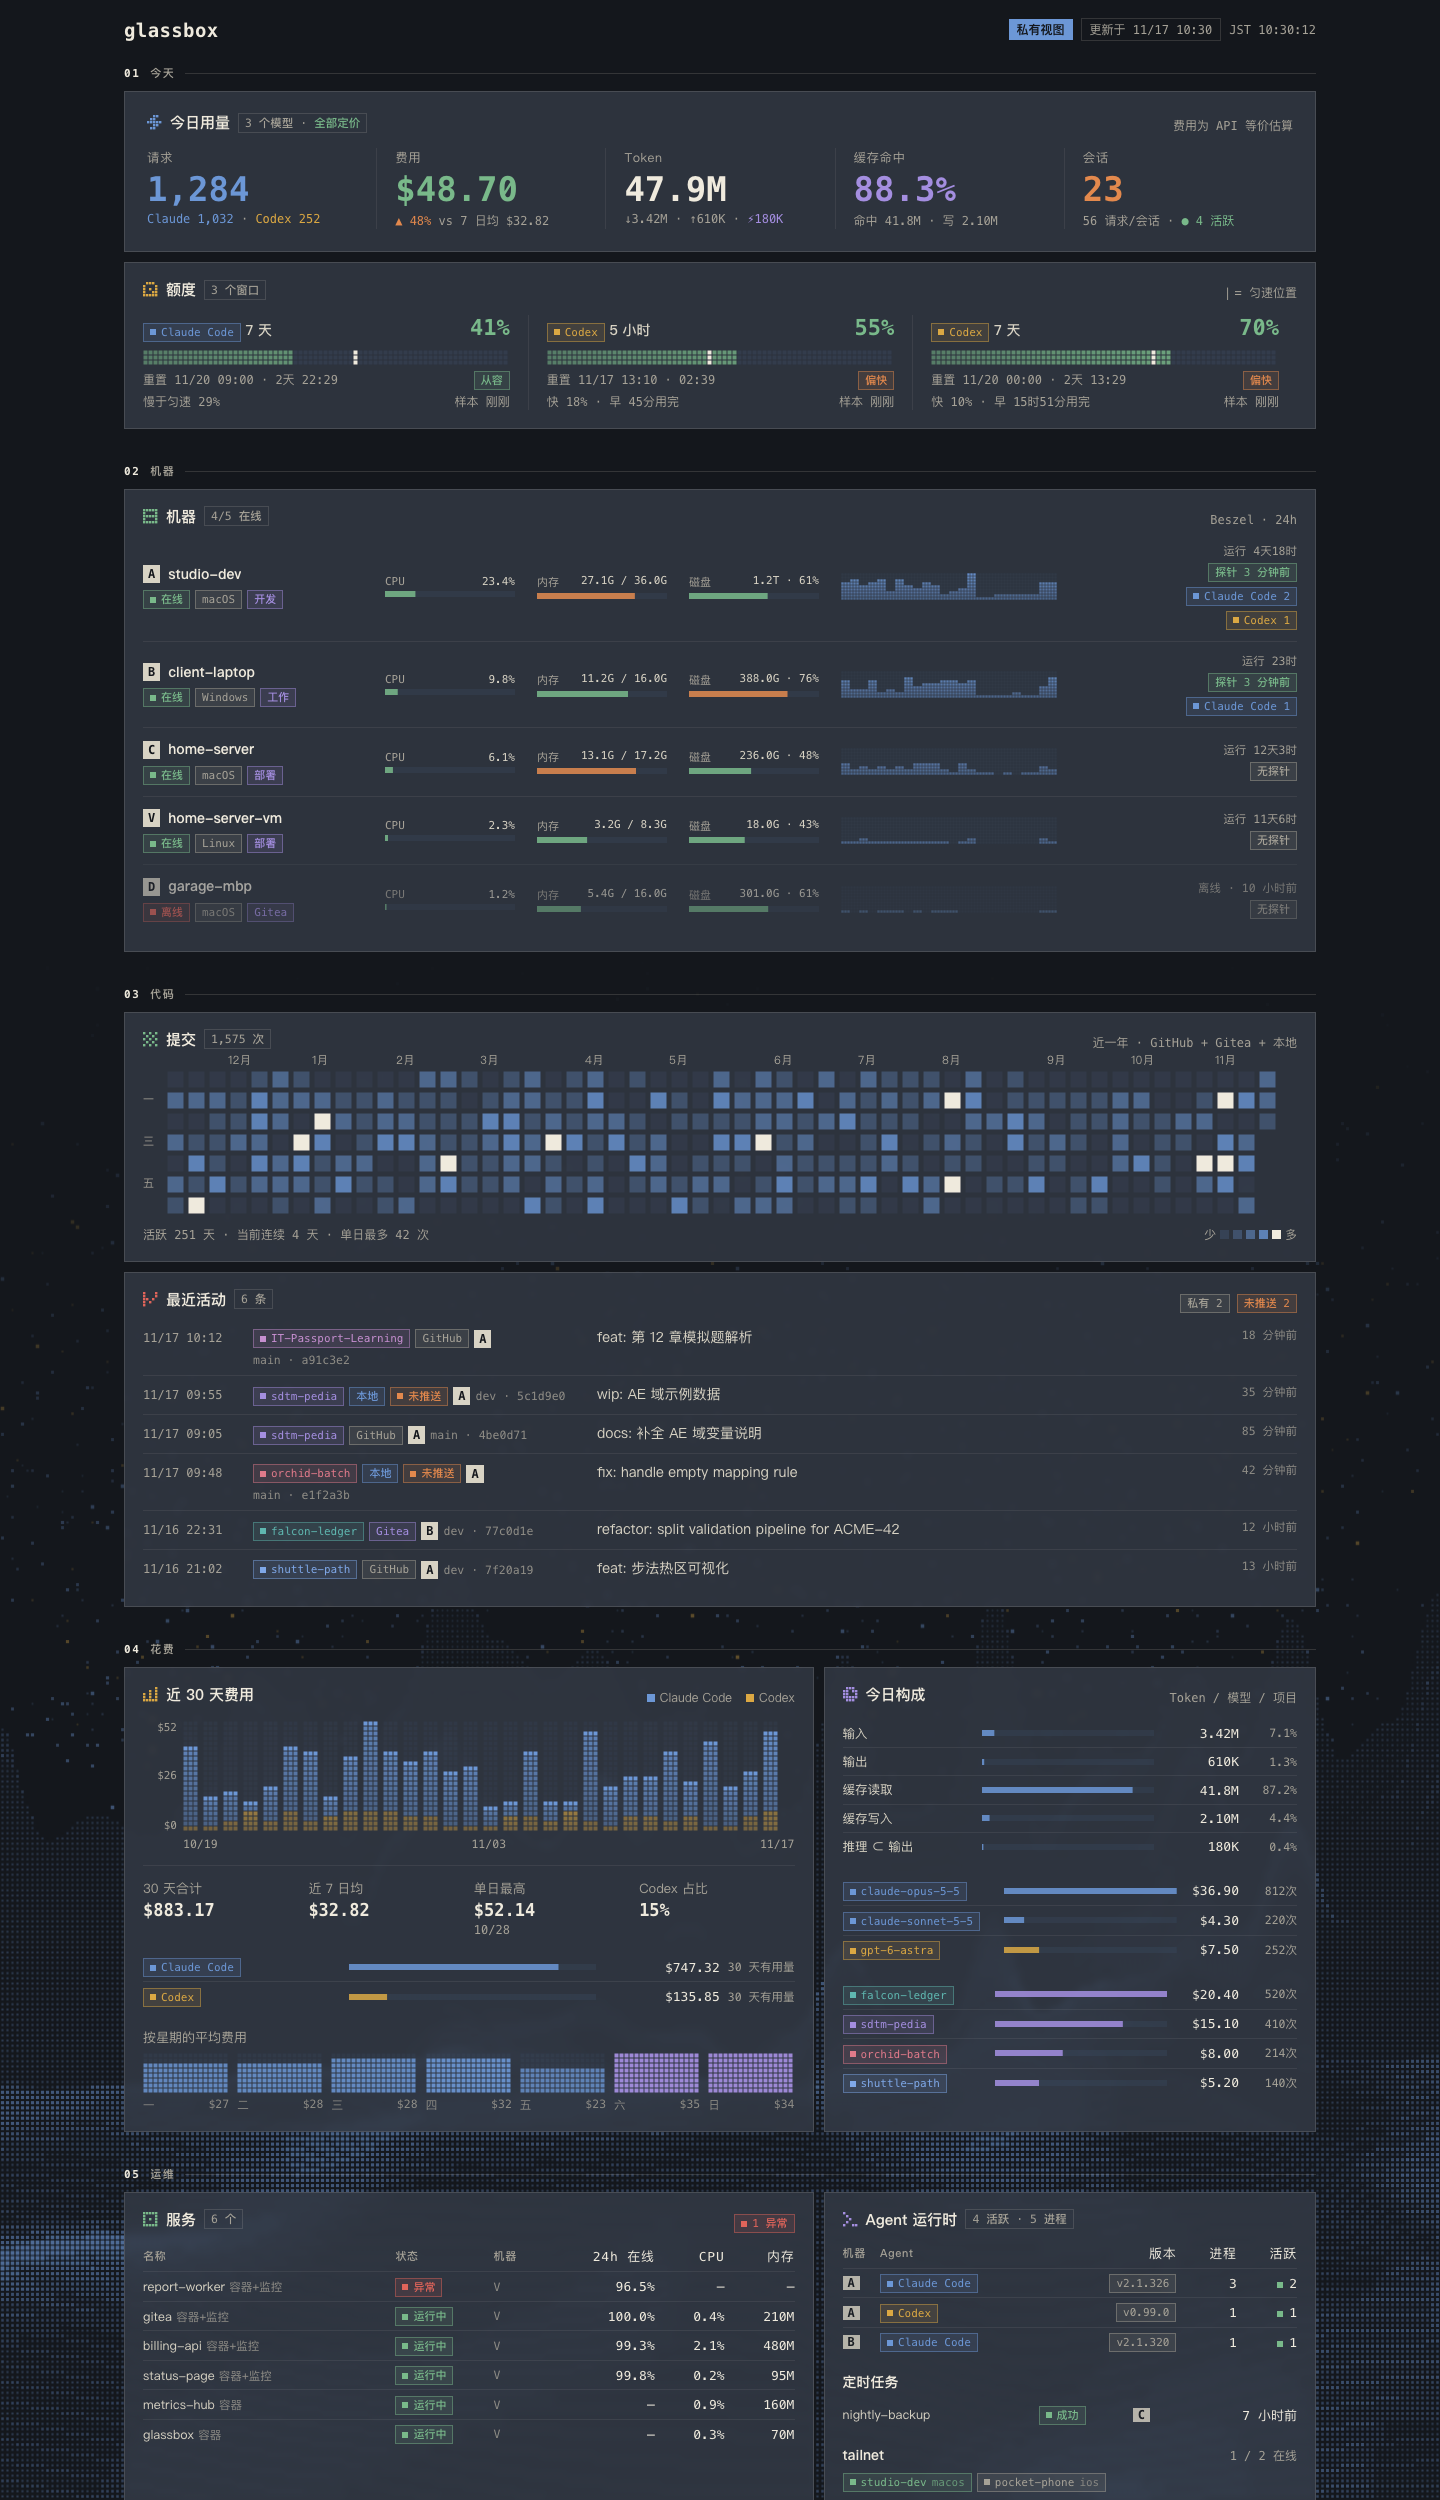 glassbox
私有视图 更新于 11/17 10:30 JST 10:30:12
01 今天
今日用量 3 个模型 · 全部定价 费用为 API 等价估算
请求 费用 Token 缓存命中 会话
1,284 $48.70 47.9M 88.3% 23
Claude 1,032 · Codex 252 ▲ 48% vs 7 日均 $32.82 ↓3.42M · ↑610K · ⚡180K 命中 41.8M · 写 2.10M 56 请求/会话 · ● 4 活跃
额度 3 个窗口 | = 匀速位置
Claude Code 7 天 41% Codex 5 小时 55% Codex 7 天 70%
重置 11/20 09:00 · 2天 22:29 从容 重置 11/17 13:10 · 02:39 偏快 重置 11/20 00:00 · 2天 13:29 偏快
慢于匀速 29% 样本 刚刚 快 18% · 早 45分用完 样本 刚刚 快 10% · 早 15时51分用完 样本 刚刚
02 机器
机器 4/5 在线 Beszel · 24h
A studio-dev CPU 23.4% 内存 27.1G / 36.0G 磁盘 1.2T · 61% 运行 4天18时
在线 macOS 开发 探针 3 分钟前
Claude Code 2
Codex 1
B client-laptop CPU 9.8% 内存 11.2G / 16.0G 磁盘 388.0G · 76% 运行 23时
在线 Windows 工作 探针 3 分钟前
Claude Code 1
C home-server CPU 6.1% 内存 13.1G / 17.2G 磁盘 236.0G · 48% 运行 12天3时
在线 macOS 部署 无探针
V home-server-vm CPU 2.3% 内存 3.2G / 8.3G 磁盘 18.0G · 43% 运行 11天6时
在线 Linux 部署 无探针
D garage-mbp CPU 1.2% 内存 5.4G / 16.0G 磁盘 301.0G · 61% 离线 · 10 小时前
离线 macOS Gitea 无探针
03 代码
提交 1,575 次 近一年 · GitHub + Gitea + 本地
12月 1月 2月 3月 4月 5月 6月 7月 8月 9月 10月 11月
一
三
五
活跃 251 天 · 当前连续 4 天 · 单日最多 42 次 少 多
最近活动 6 条 私有 2 未推送 2
11/17 10:12 IT-Passport-Learning GitHub A feat: 第 12 章模拟题解析 18 分钟前
main · a91c3e2
11/17 09:55 sdtm-pedia 本地 未推送 A dev · 5c1d9e0 wip: AE 域示例数据 35 分钟前
11/17 09:05 sdtm-pedia GitHub A main · 4be0d71 docs: 补全 AE 域变量说明 85 分钟前
11/17 09:48 orchid-batch 本地 未推送 A fix: handle empty mapping rule 42 分钟前
main · e1f2a3b
11/16 22:31 falcon-ledger Gitea B dev · 77c0d1e refactor: split validation pipeline for ACME-42 12 小时前
11/16 21:02 shuttle-path GitHub A dev · 7f20a19 feat: 步法热区可视化 13 小时前
04 花费
近 30 天费用 Claude Code Codex
$52
$26
$0
10/19 11/03 11/17
30 天合计 近 7 日均 单日最高 Codex 占比
$883.17 $32.82 $52.14 15%
10/28
Claude Code $747.32 30 天有用量
Codex $135.85 30 天有用量
按星期的平均费用
一 $27 二 $28 三 $28 四 $32 五 $23 六 $35 日 $34
今日构成 Token / 模型 / 项目
输入 3.42M 7.1%
输出 610K 1.3%
缓存读取 41.8M 87.2%
缓存写入 2.10M 4.4%
推理 ⊂ 输出 180K 0.4%
claude-opus-5-5 $36.90 812次
claude-sonnet-5-5 $4.30 220次
gpt-6-astra $7.50 252次
falcon-ledger $20.40 520次
sdtm-pedia $15.10 410次
orchid-batch $8.00 214次
shuttle-path $5.20 140次
05 运维
服务 6 个 1 异常
名称 状态 机器 24h 在线 CPU 内存
report-worker 容器+监控 异常 V 96.5% — —
gitea 容器+监控 运行中 V 100.0% 0.4% 210M
billing-api 容器+监控 运行中 V 99.3% 2.1% 480M
status-page 容器+监控 运行中 V 99.8% 0.2% 95M
metrics-hub 容器 运行中 V — 0.9% 160M
glassbox 容器 运行中 V — 0.3% 70M
Agent 运行时 4 活跃 · 5 进程
机器 Agent 版本 进程 活跃
A Claude Code v2.1.326 3 2
A Codex v0.99.0 1 1
B Claude Code v2.1.320 1 1
定时任务
nightly-backup 成功 C 7 小时前
tailnet 1 / 2 在线
studio-dev macos pocket-phone ios